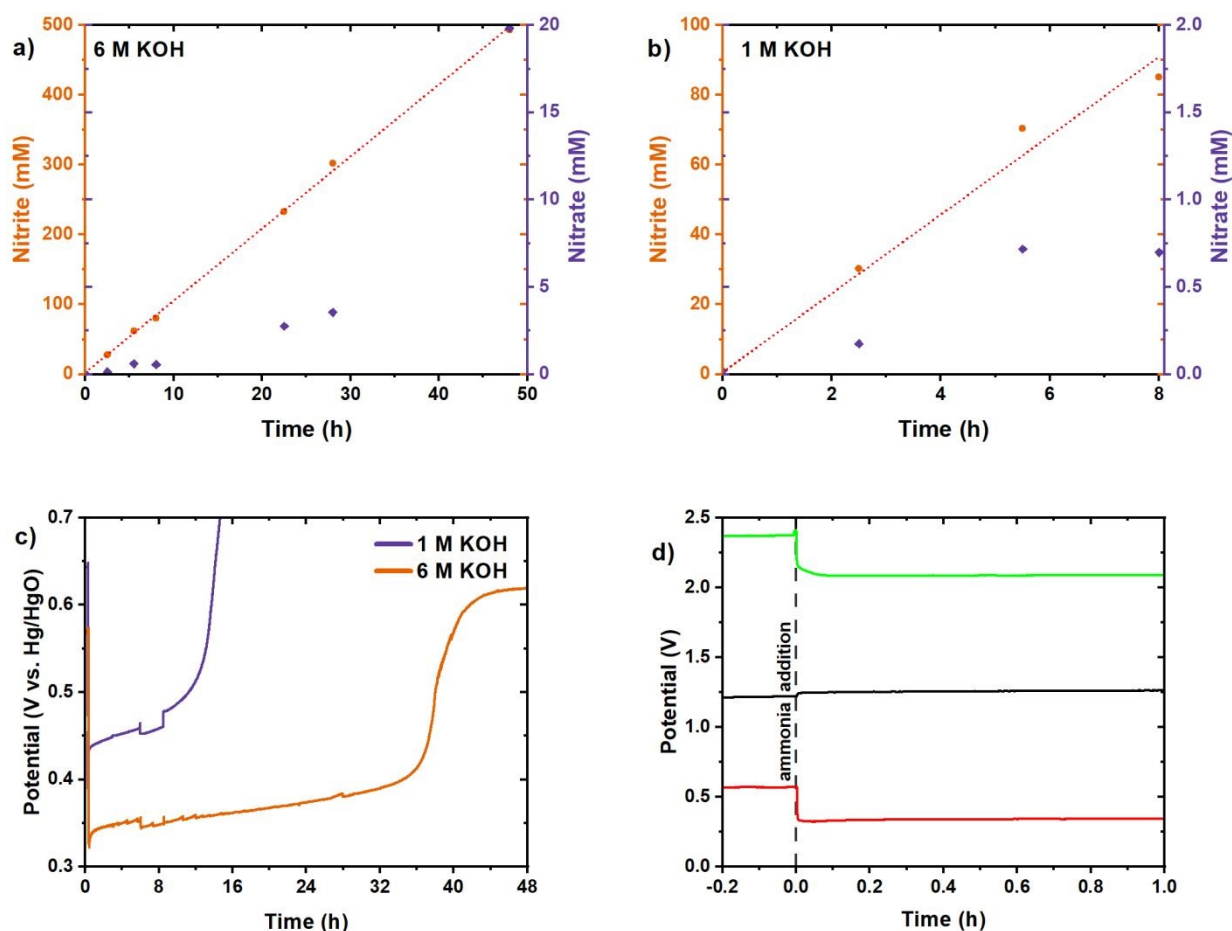 a)
6 M KOH
Nitrite (mM)
500
400
300
200
100
0
Nitrate (mM)
20
15
10
5
0
0 10 20 30 40 50
Time (h)
b)
1 M KOH
Nitrite (mM)
100
80
60
40
20
0
Nitrate (mM)
2.0
1.5
1.0
0.5
0.0
0 2 4 6 8
Time (h)
c)
1 M KOH
6 M KOH
Potential (V vs. Hg/HgO)
0.7
0.6
0.5
0.4
0.3
0 8 16 24 32 40 48
Time (h)
d)
Potential (V)
2.5
2.0
1.5
1.0
0.5
0.0
ammonia addition
-0.2 0.0 0.2 0.4 0.6 0.8 1.0
Time (h)